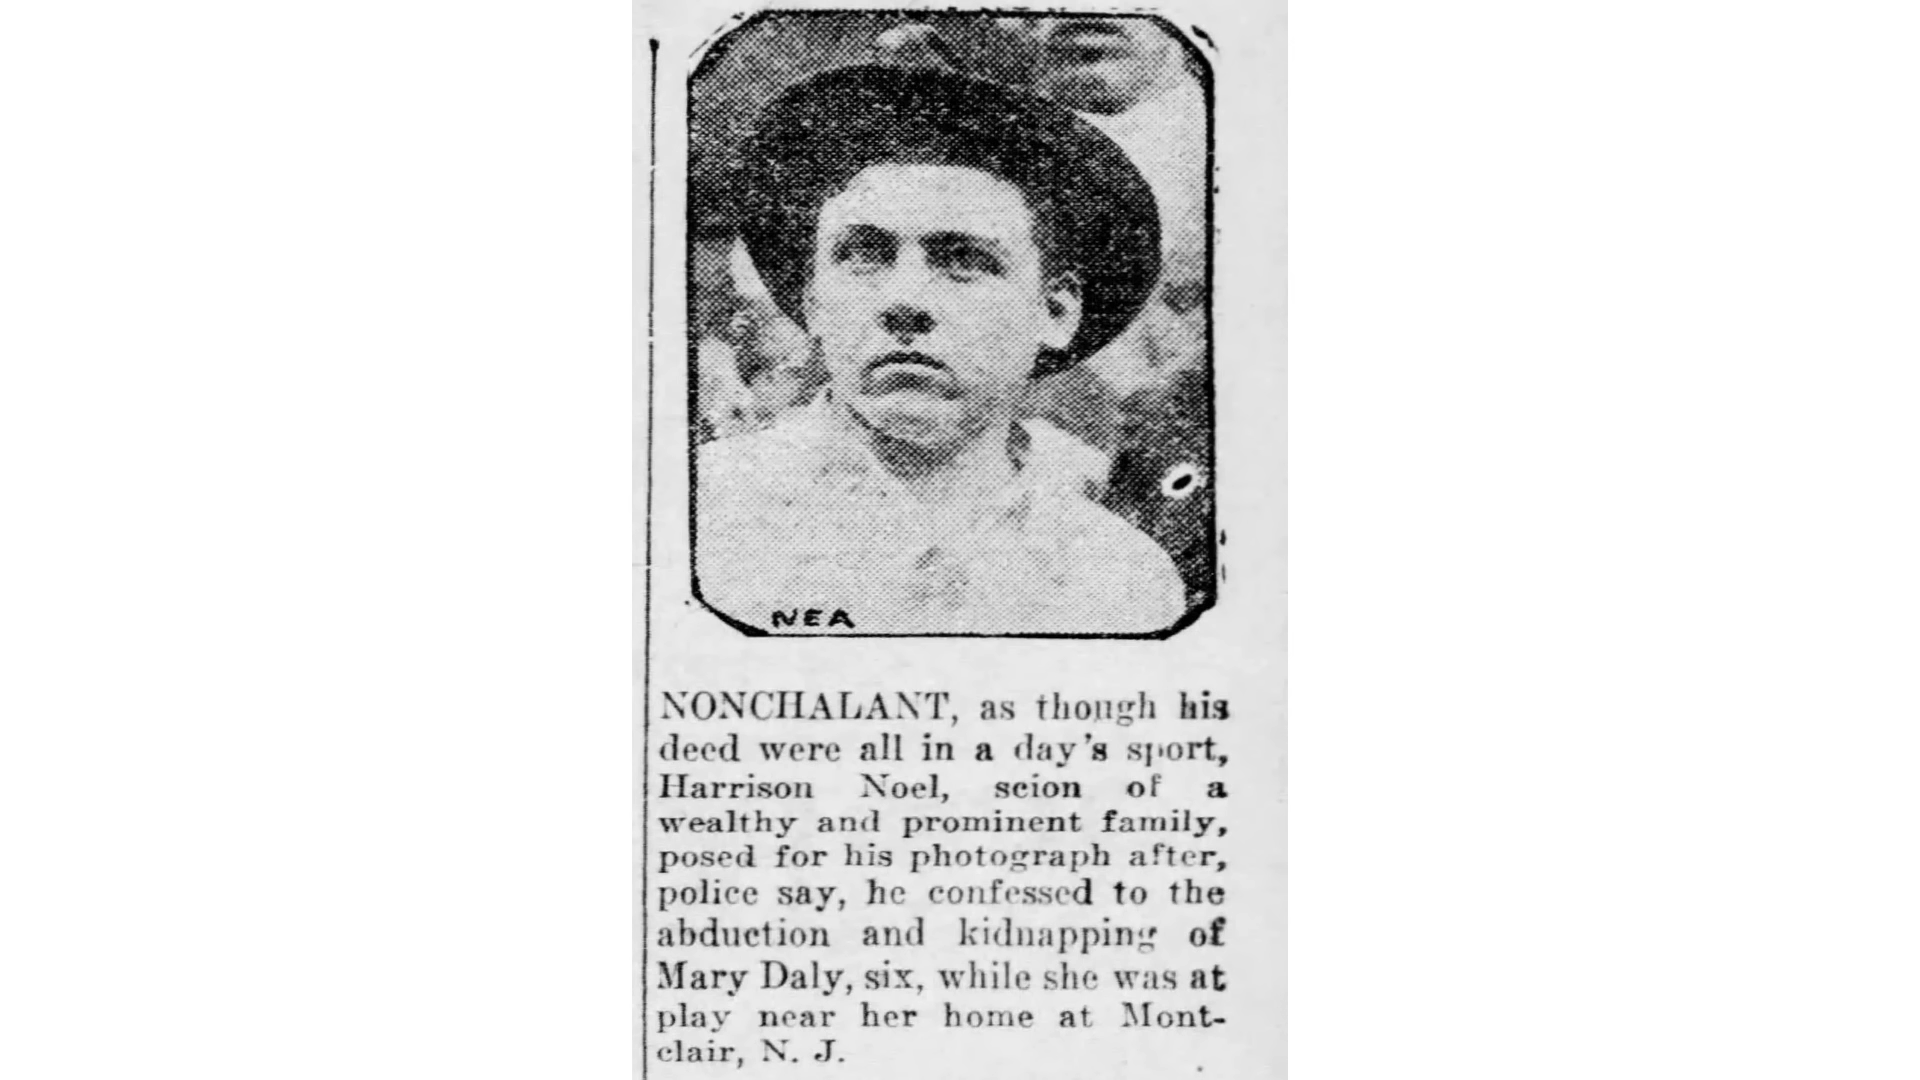 NEA
NONCHALANT, as though his
deed were all in a day's sport,
Harrison Noel, scion of a
wealthy and prominent family,
posed for his photograph after,
police say, he confessed to the
abduction and kidnapping of
Mary Daly, six, while she was at
play near her home at Mont-
clair, N. J.